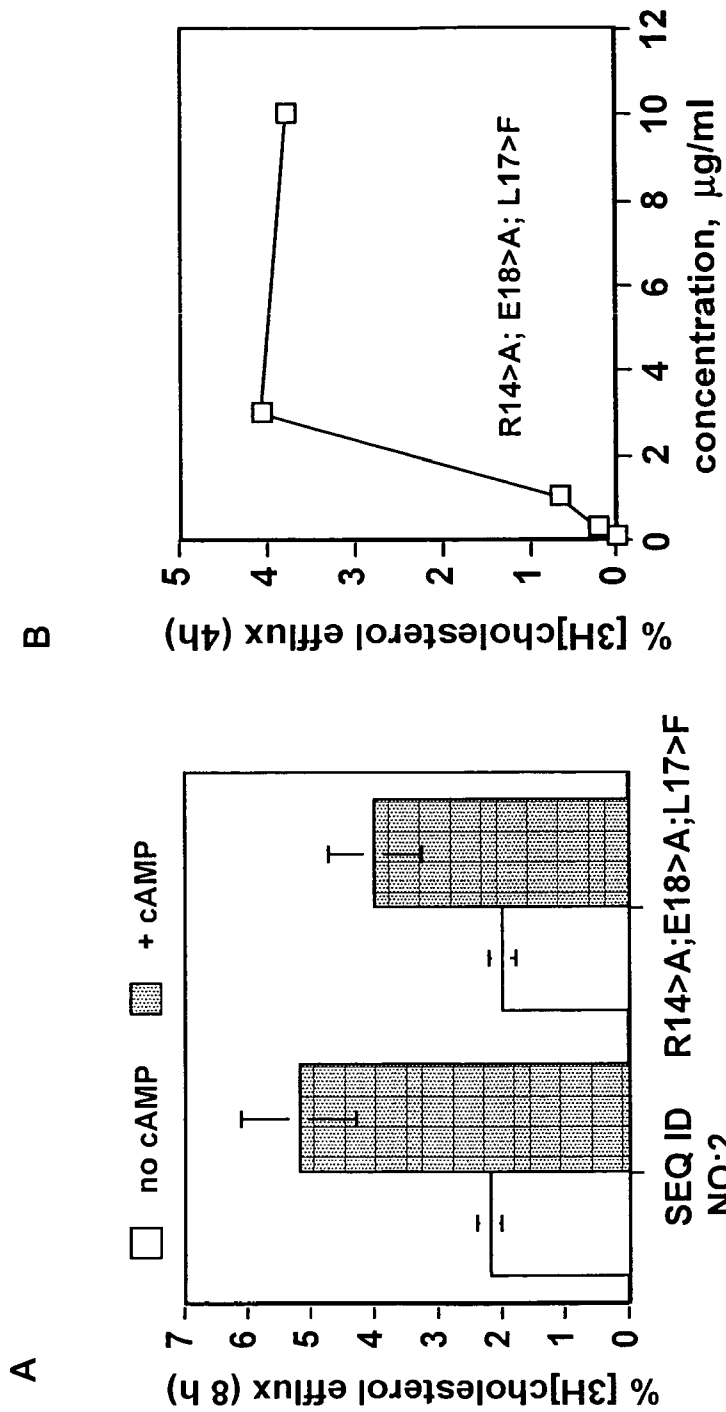 A
no cAMP
+ cAMP
% [3H]cholesterol efflux (8 h)
7
6
5
4
3
2
1
0
SEQ ID
NO:2
R14>A;E18>A;L17>F
B
% [3H]cholesterol efflux (4h)
5
4
3
2
1
0
R14>A; E18>A; L17>F
0 2 4 6 8 10 12
concentration, μg/ml